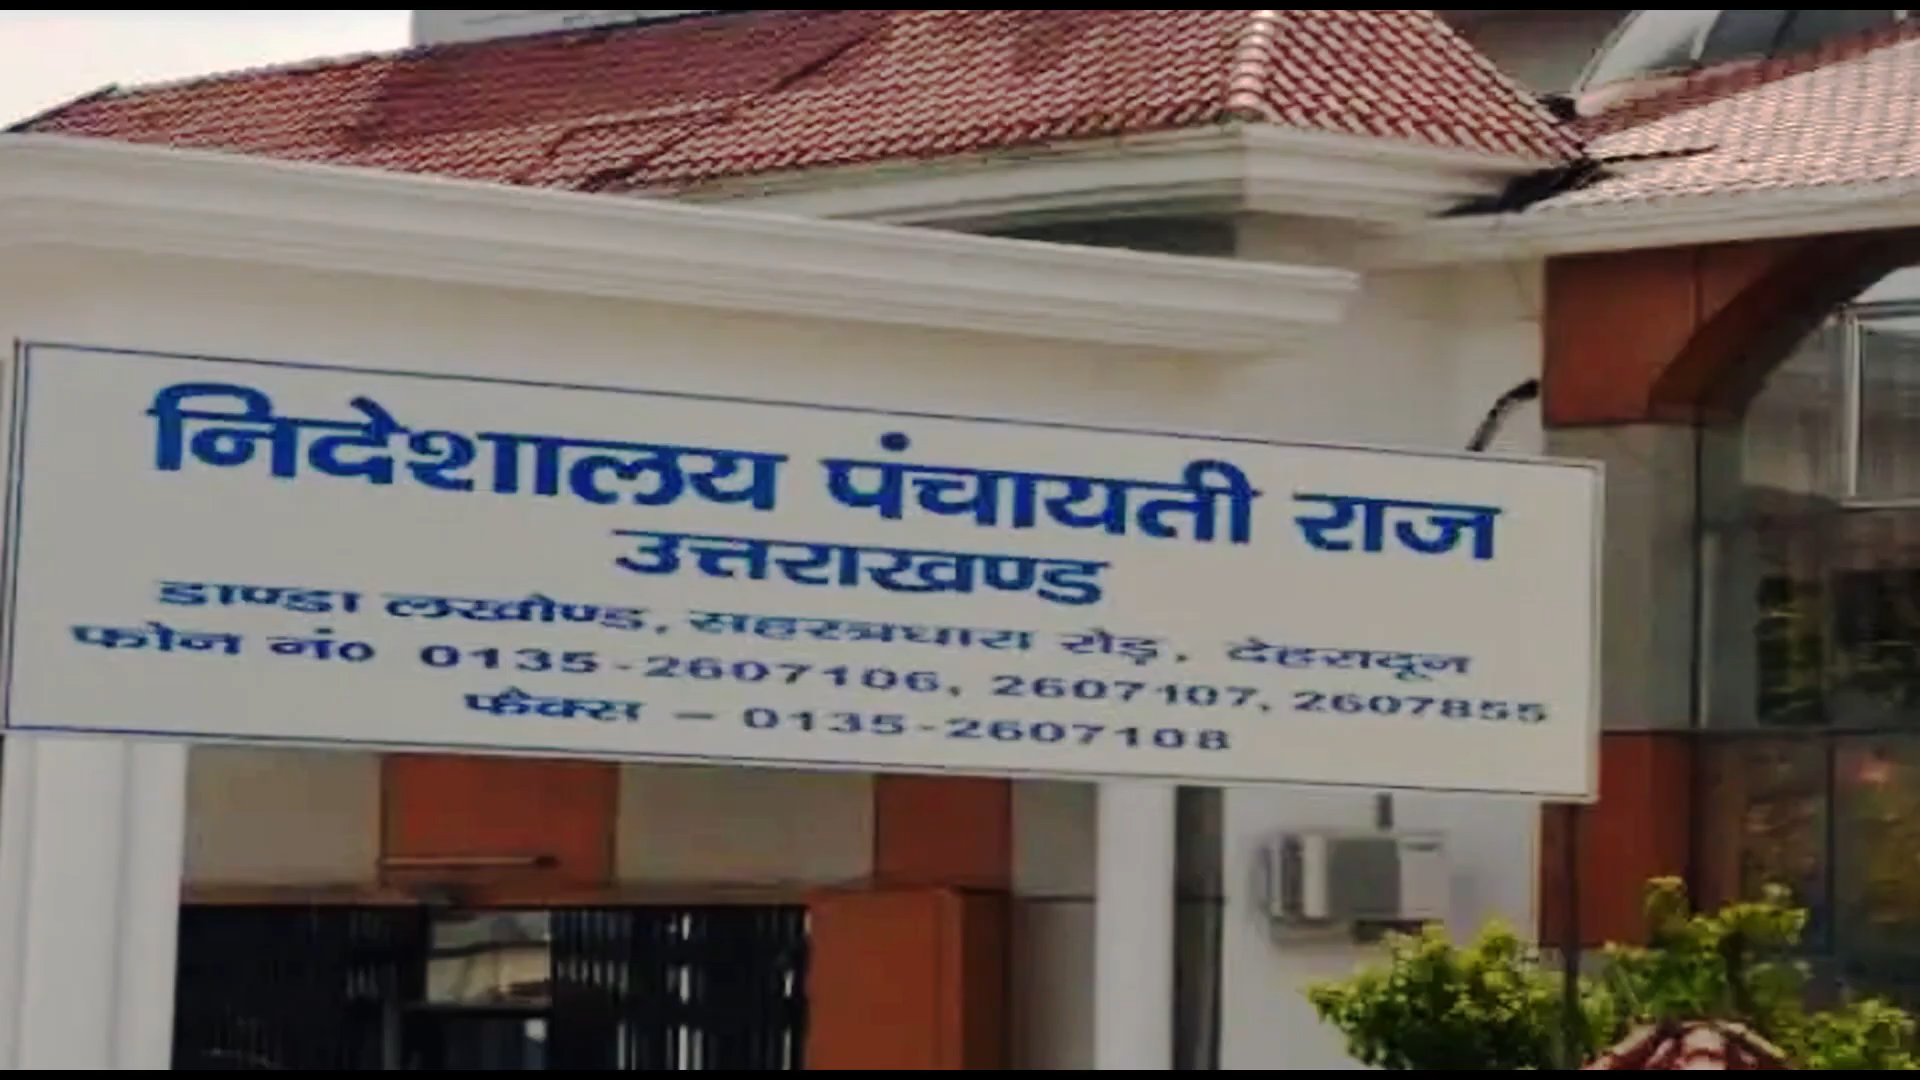 निदेशालय पंचायती राज
उत्तराखण्ड
डाण्डा लखौण्ड, सहस्त्रधारा रोड़, देहरादून
फोन नं० 0135-2607106, 2607107, 2607855
फैक्स - 0135-2607108